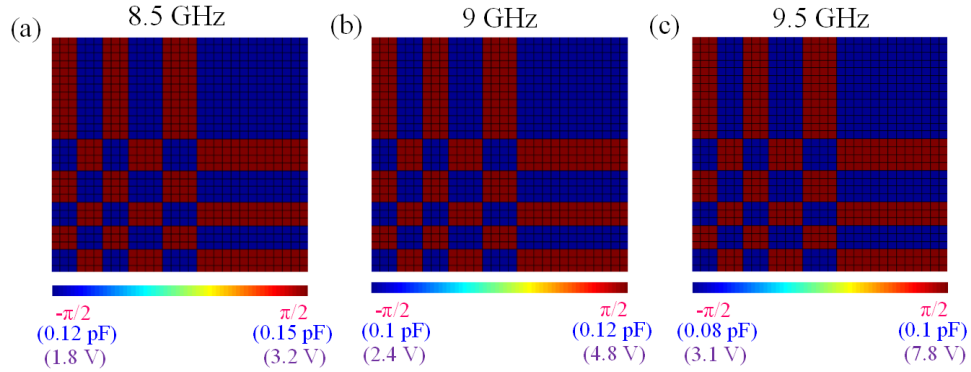 (a) 8.5 GHz (b) 9 GHz (c) 9.5 GHz
-π/2 π/2 -π/2 π/2 -π/2 π/2
(0.12 pF) (0.15 pF) (0.1 pF) (0.12 pF) (0.08 pF) (0.1 pF)
(1.8 V) (3.2 V) (2.4 V) (4.8 V) (3.1 V) (7.8 V)